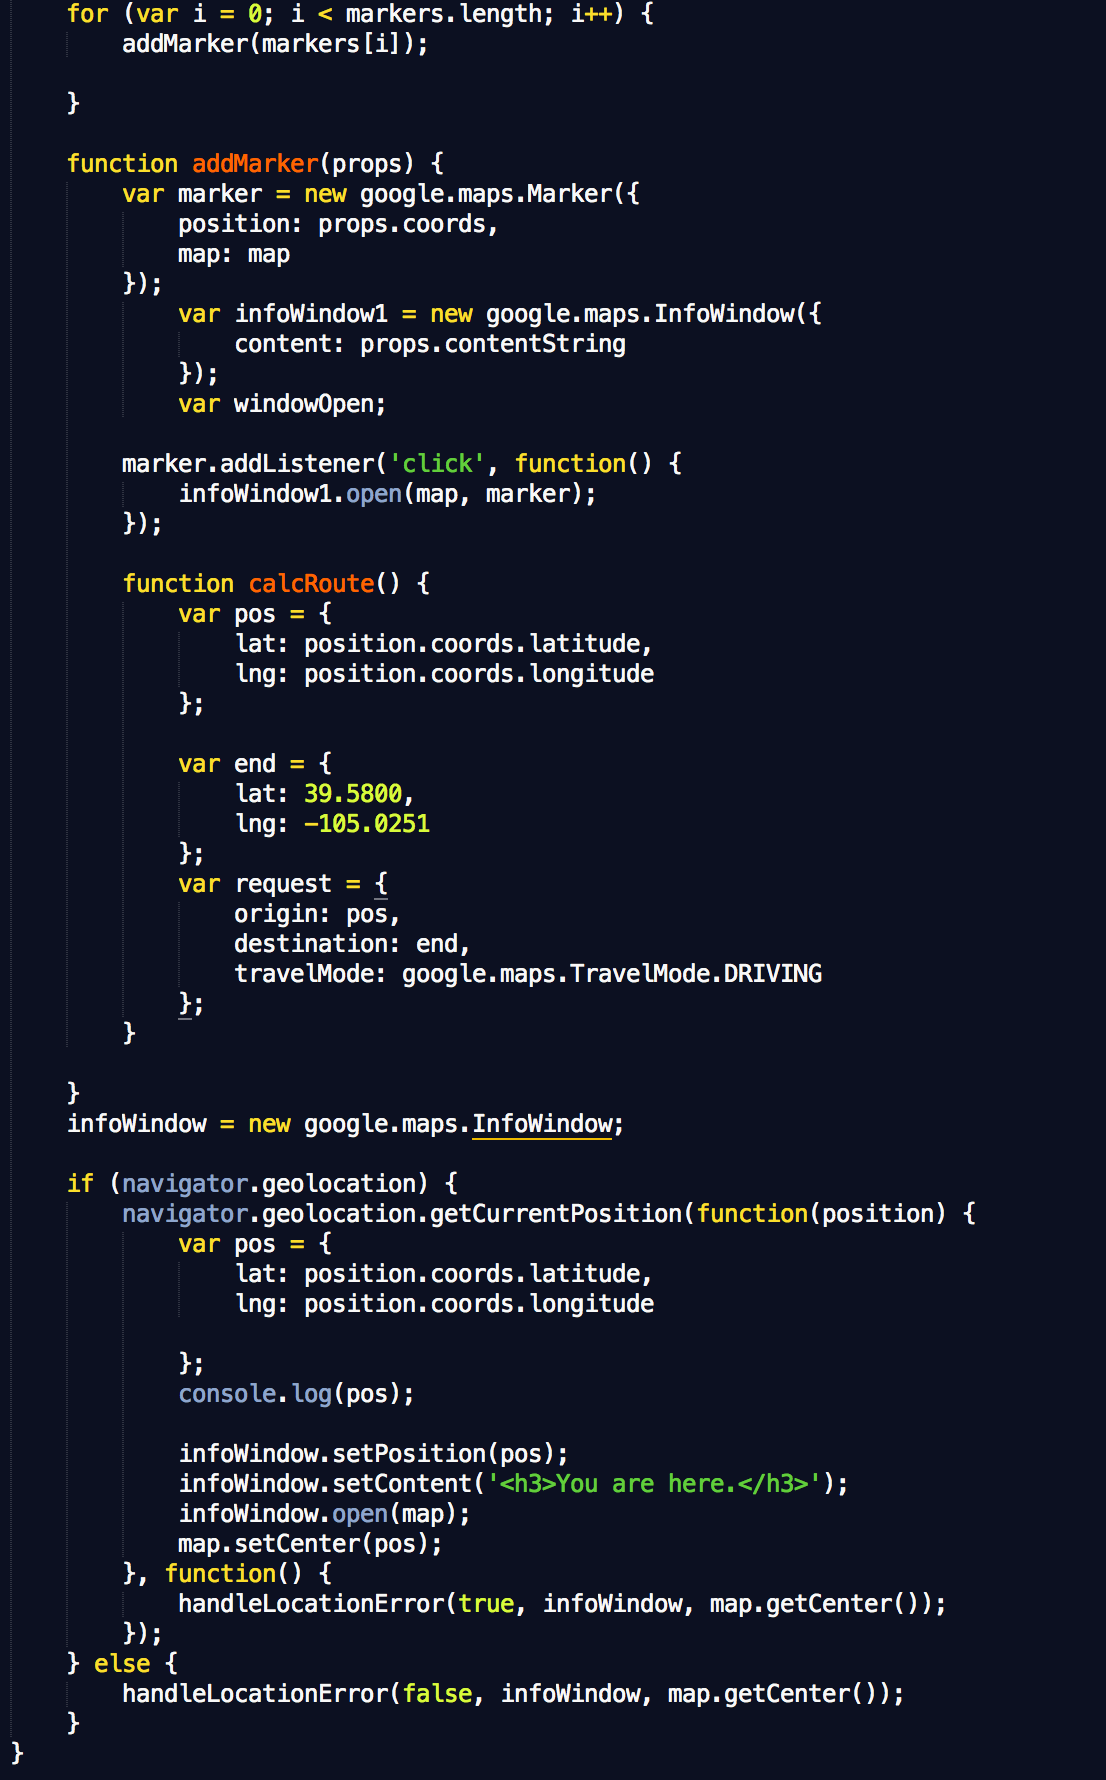 for (var i = 0; i < markers.length; i++) {
addMarker(markers[i]);
}
function addMarker(props) {
var marker = new google.maps.Marker({
position: props.coords,
map: map
});
var infoWindow1 = new google.maps.InfoWindow({
content: props.contentString
});
var windowOpen;
marker.addListener('click', function() {
infoWindow1.open(map, marker);
});
function calcRoute() {
var pos = {
lat: position.coords.latitude,
lng: position.coords.longitude
};
var end = {
lat: 39.5800,
lng: -105.0251
};
var request = {
origin: pos,
destination: end,
travelMode: google.maps.TravelMode.DRIVING
};
}
}
infoWindow = new google.maps.InfoWindow;
if (navigator.geolocation) {
navigator.geolocation.getCurrentPosition(function(position) {
var pos = {
lat: position.coords.latitude,
lng: position.coords.longitude
};
console.log(pos);
infoWindow.setPosition(pos);
infoWindow.setContent('<h3>You are here.</h3>');
infoWindow.open(map);
map.setCenter(pos);
}, function() {
handleLocationError(true, infoWindow, map.getCenter());
});
} else {
handleLocationError(false, infoWindow, map.getCenter());
}
}